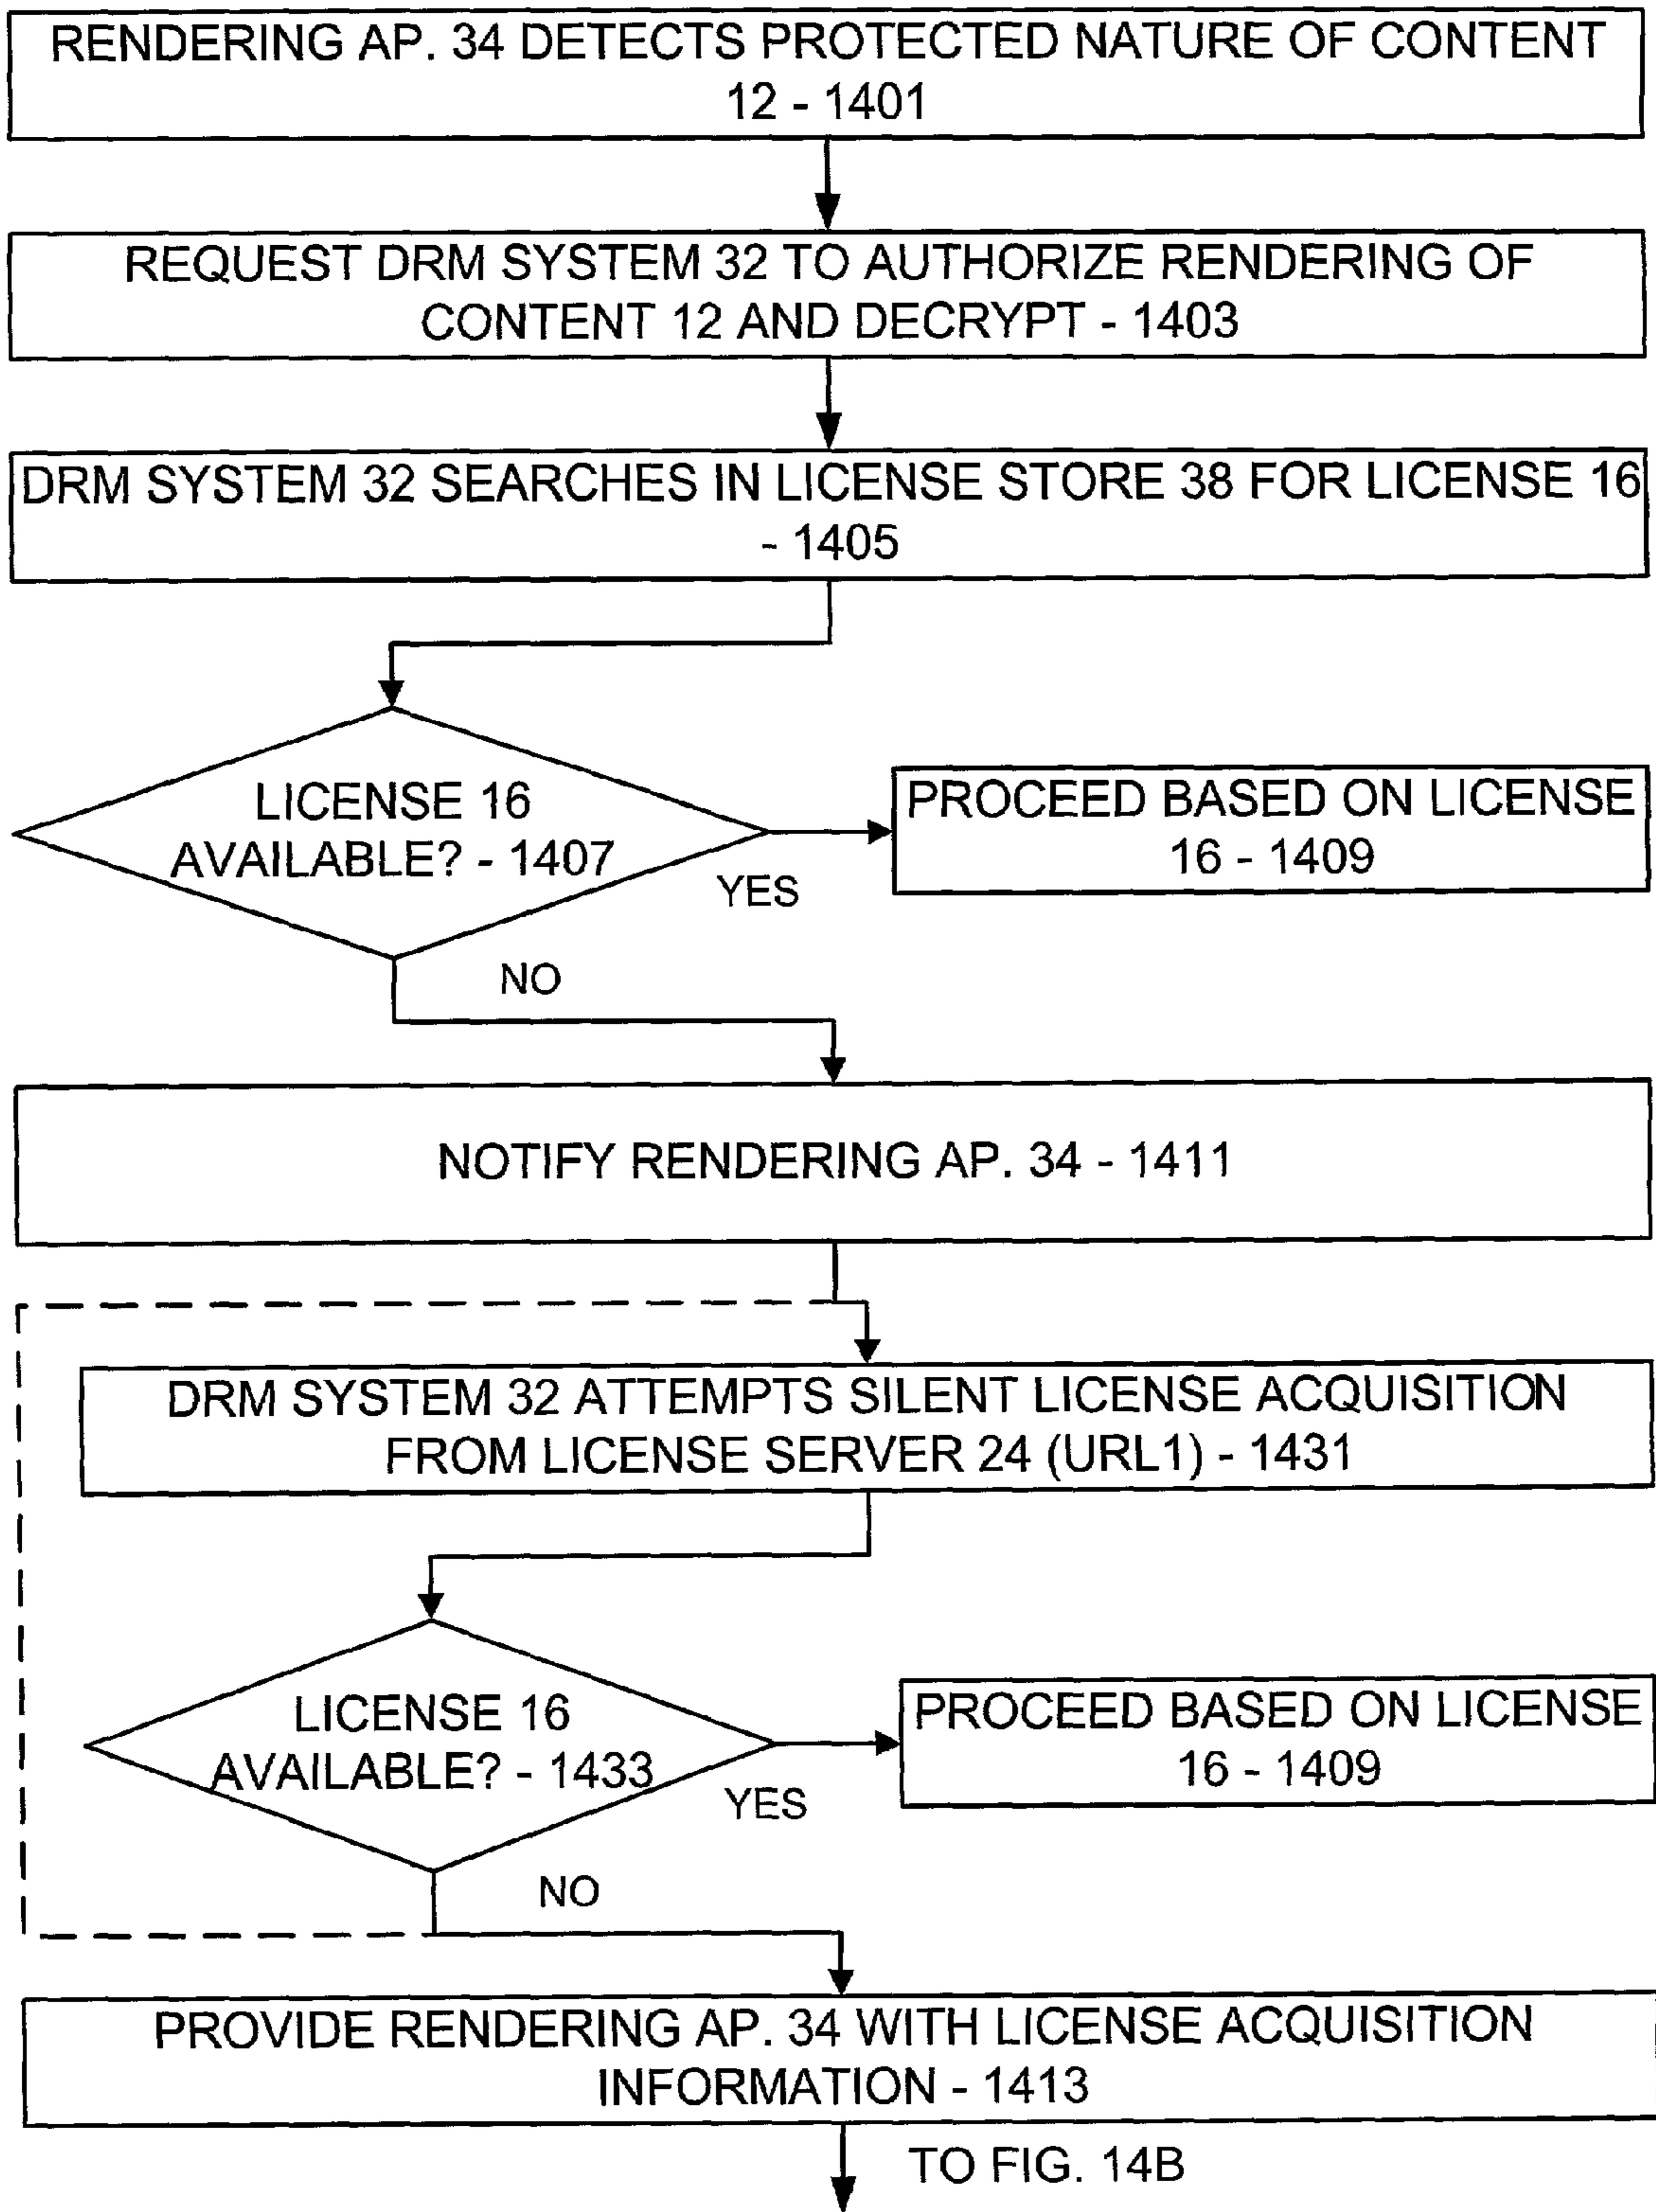 RENDERING AP. 34 DETECTS PROTECTED NATURE OF CONTENT
12 - 1401
REQUEST DRM SYSTEM 32 TO AUTHORIZE RENDERING OF
CONTENT 12 AND DECRYPT - 1403
DRM SYSTEM 32 SEARCHES IN LICENSE STORE 38 FOR LICENSE 16
- 1405
LICENSE 16
AVAILABLE? - 1407
YES
PROCEED BASED ON LICENSE
16 - 1409
NO
NOTIFY RENDERING AP. 34 - 1411
DRM SYSTEM 32 ATTEMPTS SILENT LICENSE ACQUISITION
FROM LICENSE SERVER 24 (URL1) - 1431
LICENSE 16
AVAILABLE? - 1433
YES
PROCEED BASED ON LICENSE
16 - 1409
NO
PROVIDE RENDERING AP. 34 WITH LICENSE ACQUISITION
INFORMATION - 1413
TO FIG. 14B